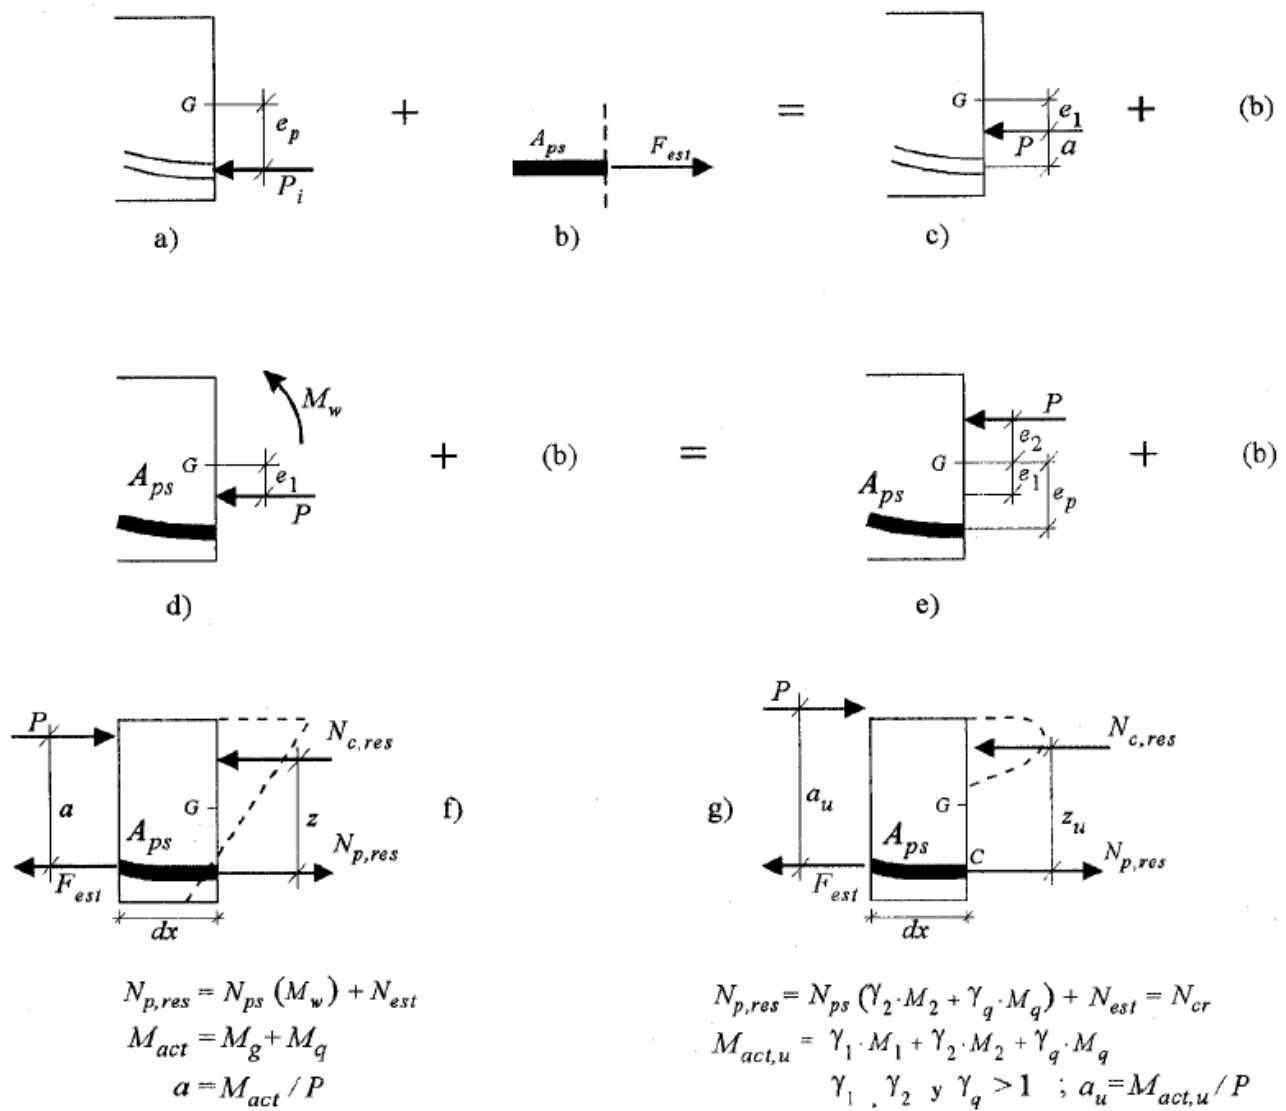 G
e_p
P_i
a)
+
A_ps
F_est
b)
=
G
e_1
P
a
c)
+ (b)
M_w
G
A_ps
e_1
P
d)
+ (b)
=
P
e_2
G
e_1
e_p
A_ps
e)
+ (b)
P
N_c,res
a
G
z
A_ps
N_p,res
F_est
dx
f)
N_p,res = N_ps (M_w) + N_est
M_act = M_g + M_q
a = M_act / P
g)
P
N_c,res
a_u
G
z_u
A_ps
C
N_p,res
F_est
dx
N_p,res = N_ps (γ_2 · M_2 + γ_q · M_q) + N_est = N_cr
M_act,u = γ_1 · M_1 + γ_2 · M_2 + γ_q · M_q
γ_1 , γ_2 y γ_q > 1 ; a_u = M_act,u / P